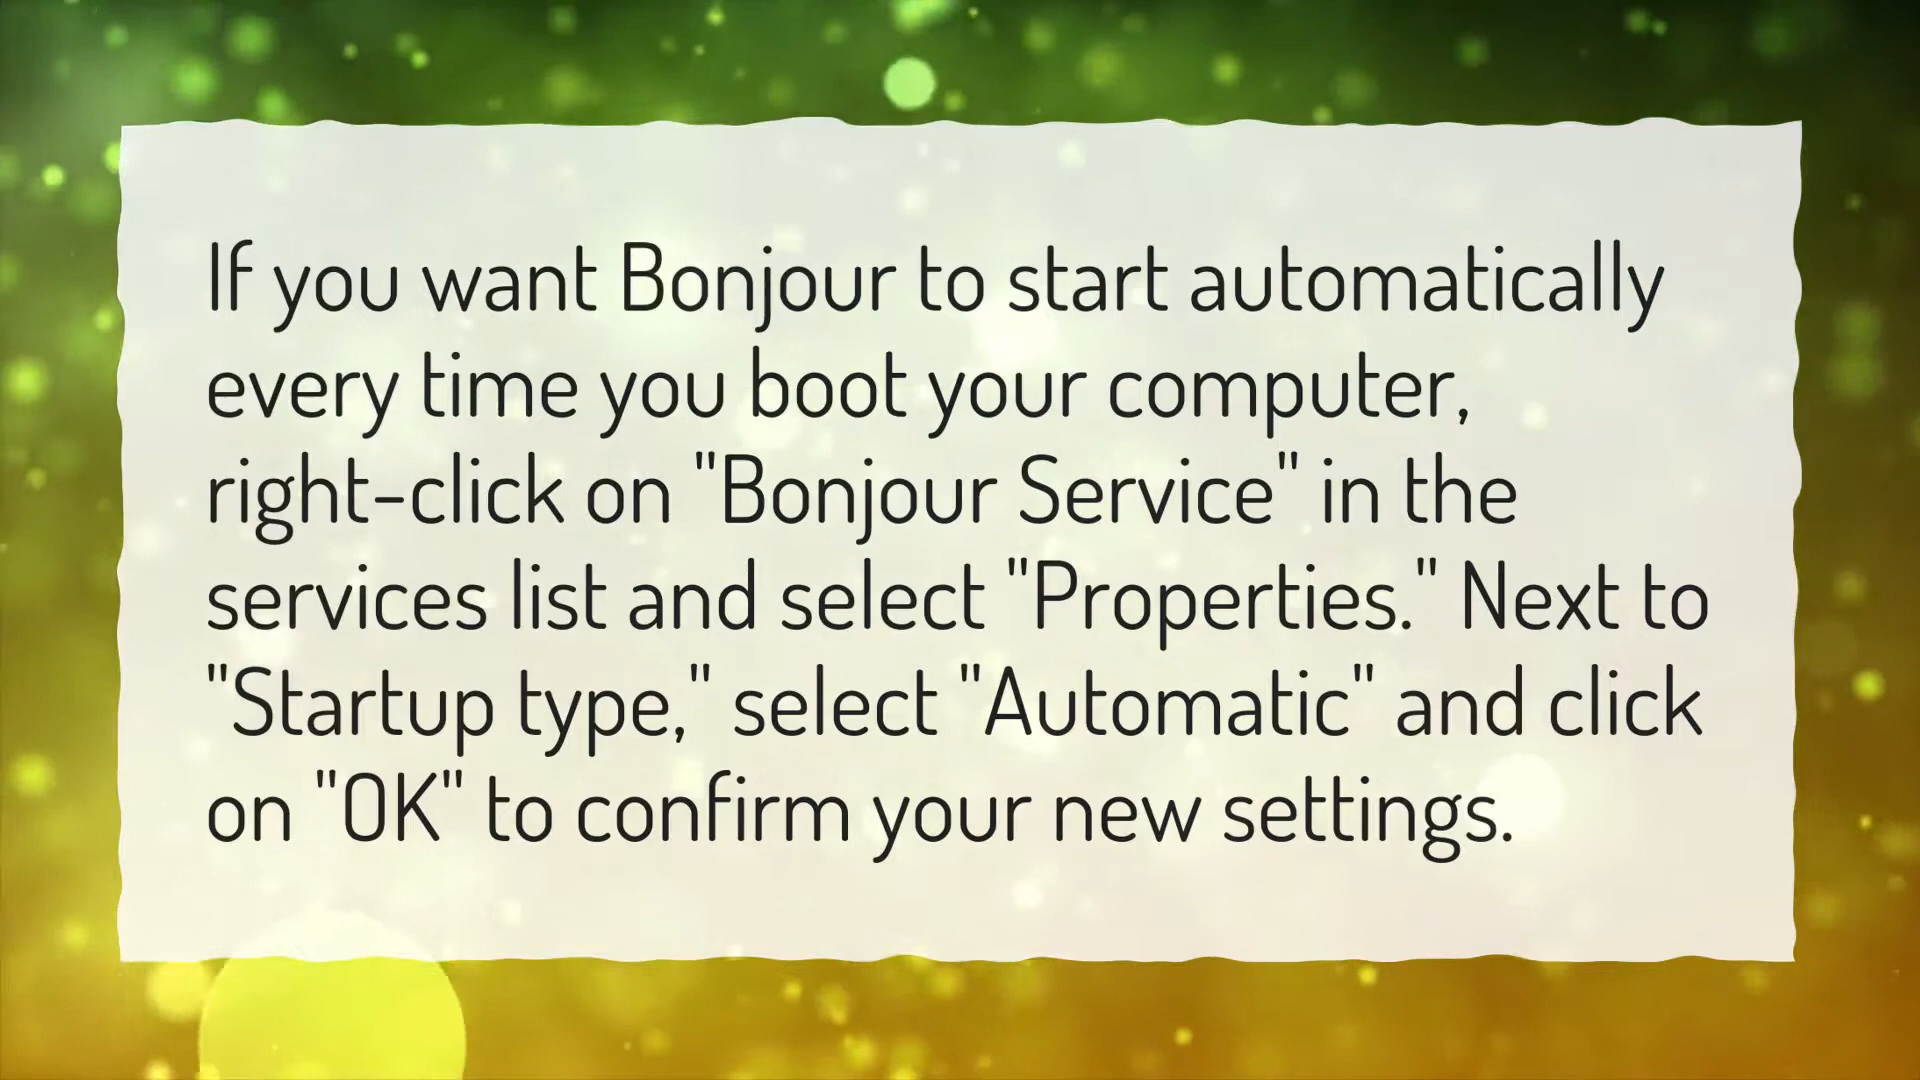 If you want Bonjour to start automatically
every time you boot your computer,
right-click on "Bonjour Service" in the
services list and select "Properties." Next to
"Startup type," select "Automatic" and click
on "OK" to confirm your new settings.